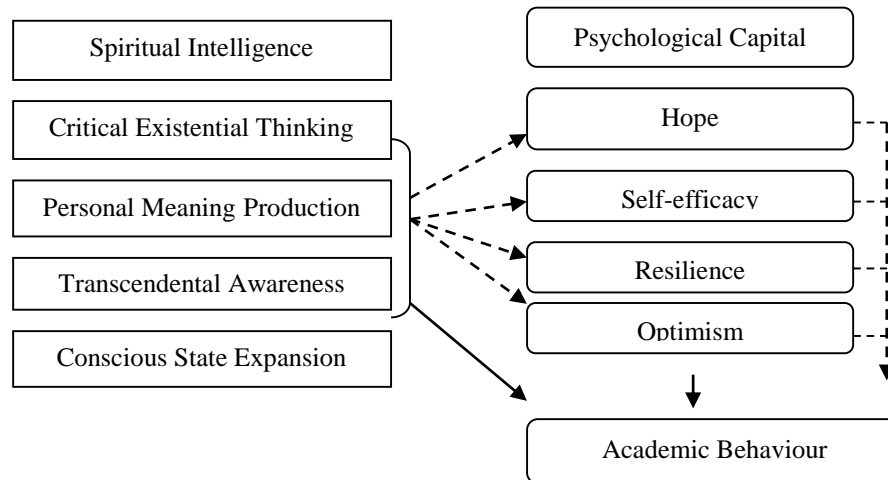 Spiritual Intelligence
Critical Existential Thinking
Personal Meaning Production
Transcendental Awareness
Conscious State Expansion
Psychological Capital
Hope
Self-efficacy
Resilience
Optimism
Academic Behaviour